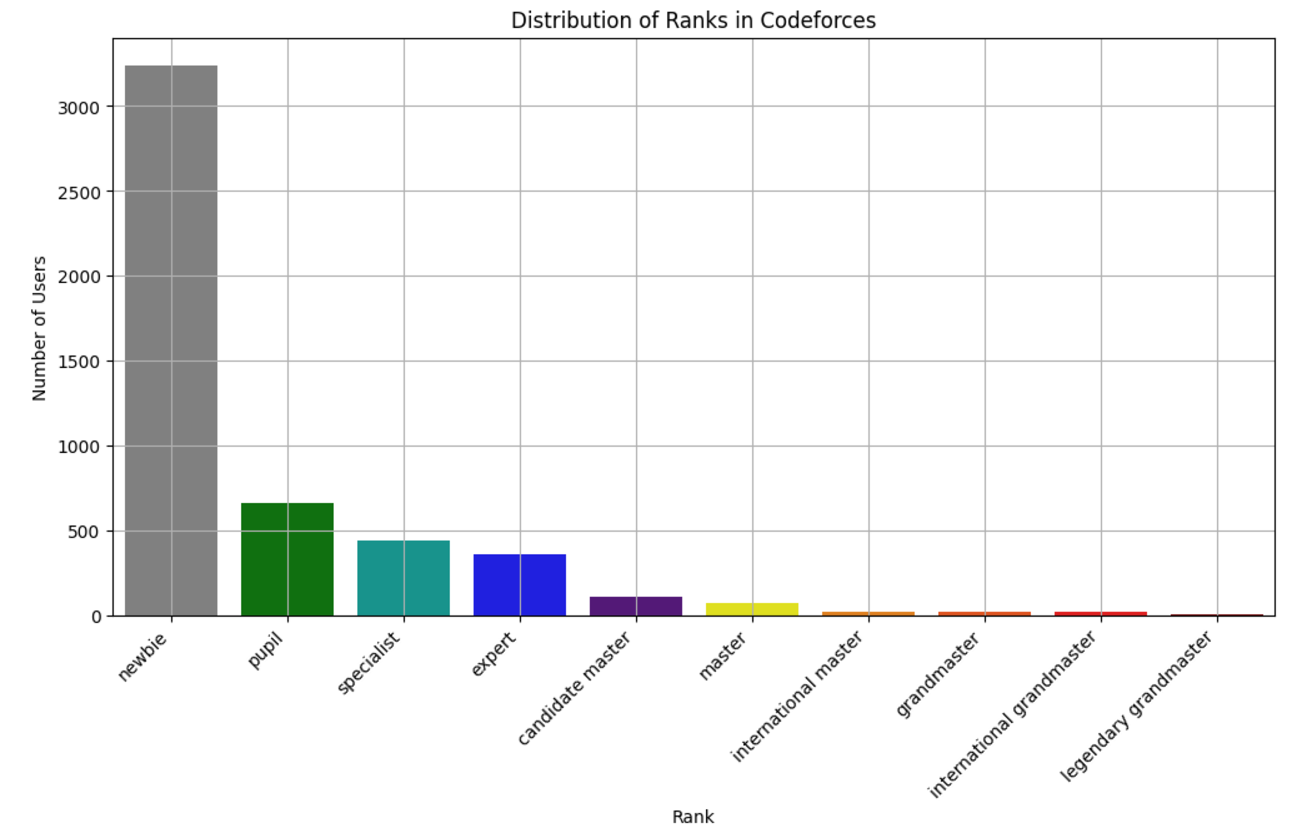 Distribution of Ranks in Codeforces
Number of Users
3000
2500
2000
1500
1000
500
0
newbie
pupil
specialist
expert
candidate master
master
international master
grandmaster
international grandmaster
legendary grandmaster
Rank